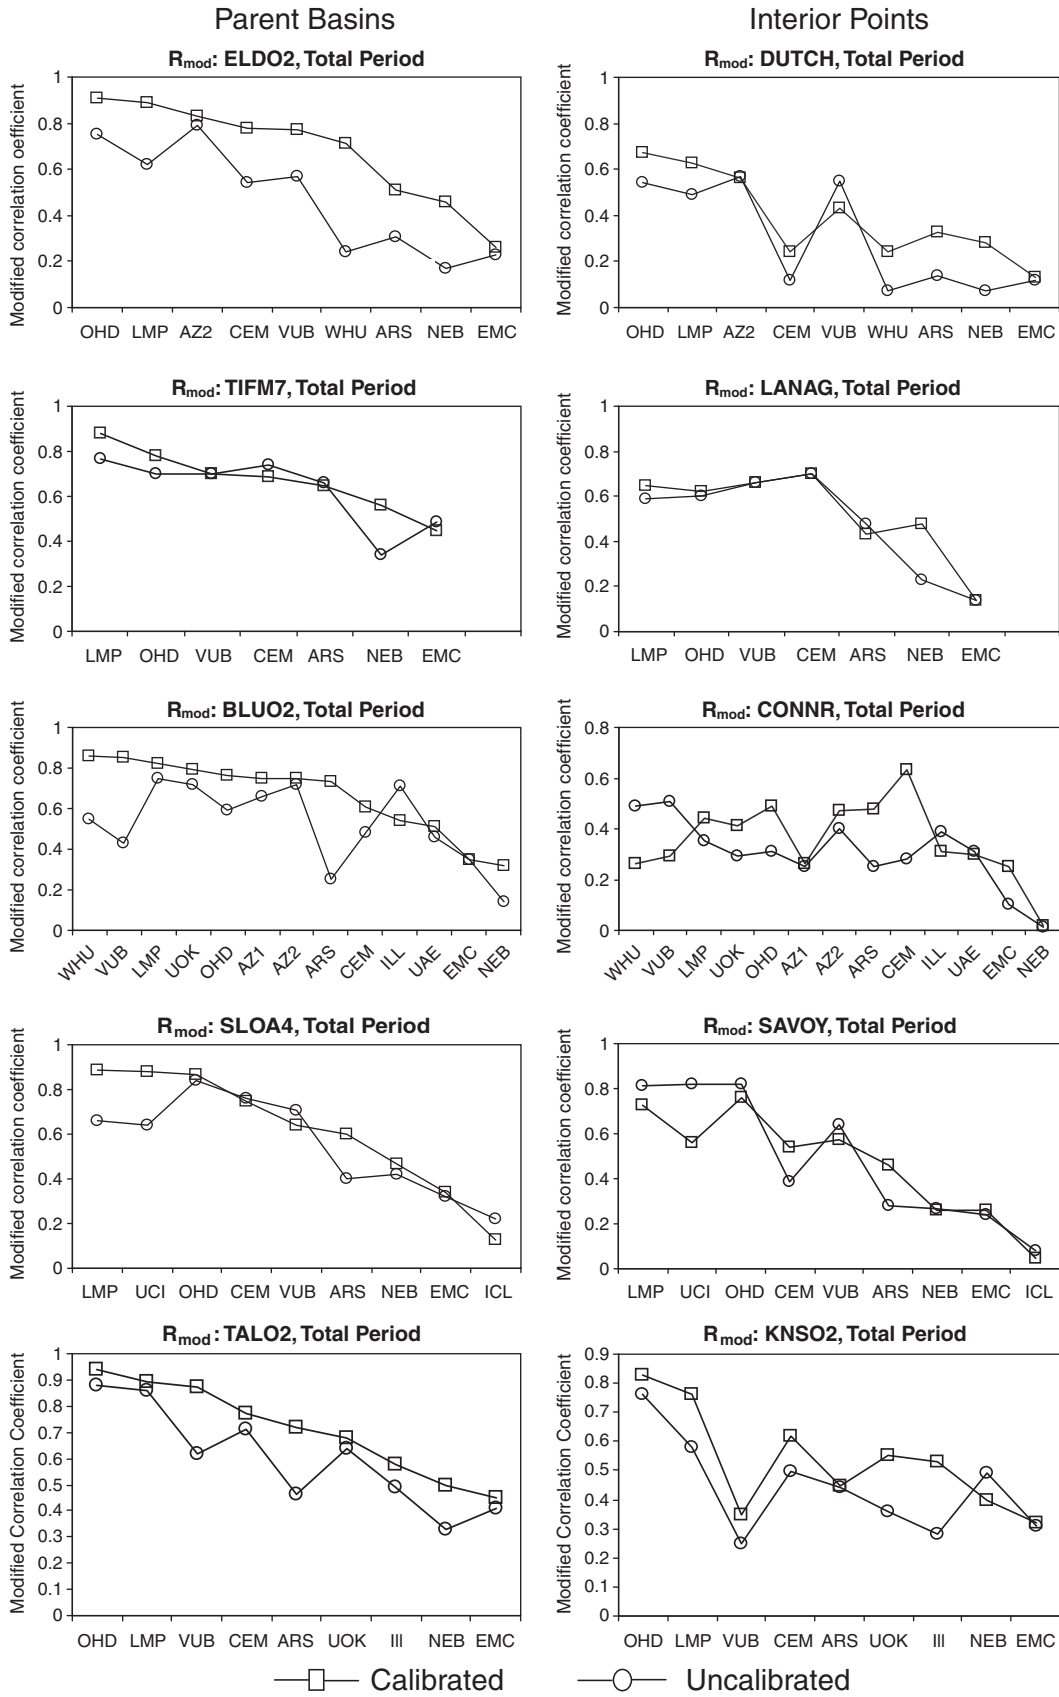 Parent Basins
Interior Points
Rmod: ELDO2, Total Period
Modified correlation oefficient
1
0.8
0.6
0.4
0.2
0
OHD LMP AZ2 CEM VUB WHU ARS NEB EMC
Rmod: DUTCH, Total Period
Modified correlation coefficient
1
0.8
0.6
0.4
0.2
0
OHD LMP AZ2 CEM VUB WHU ARS NEB EMC
Rmod: TIFM7, Total Period
Modified correlation coefficient
1
0.8
0.6
0.4
0.2
0
LMP OHD VUB CEM ARS NEB EMC
Rmod: LANAG, Total Period
Modified correlation coefficient
1
0.8
0.6
0.4
0.2
0
LMP OHD VUB CEM ARS NEB EMC
Rmod: BLUO2, Total Period
Modified correlation coefficient
1
0.8
0.6
0.4
0.2
0
WHU VUB LMP UOK OHD AZ1 AZ2 ARS CEM ILL UAE EMC NEB
Rmod: CONNR, Total Period
Modified correlation coefficient
0.8
0.6
0.4
0.2
0
WHU VUB LMP UOK OHD AZ1 AZ2 ARS CEM ILL UAE EMC NEB
Rmod: SLOA4, Total Period
Modified correlation coefficient
1
0.8
0.6
0.4
0.2
0
LMP UCI OHD CEM VUB ARS NEB EMC ICL
Rmod: SAVOY, Total Period
Modified correlation coefficient
1
0.8
0.6
0.4
0.2
0
LMP UCI OHD CEM VUB ARS NEB EMC ICL
Rmod: TALO2, Total Period
Modified Correlation Coefficient
1
0.9
0.8
0.7
0.6
0.5
0.4
0.3
0.2
0.1
0
OHD LMP VUB CEM ARS UOK Ill NEB EMC
Rmod: KNSO2, Total Period
Modified Correlation Coefficient
0.9
0.8
0.7
0.6
0.5
0.4
0.3
0.2
0.1
0
OHD LMP VUB CEM ARS UOK Ill NEB EMC
Calibrated
Uncalibrated